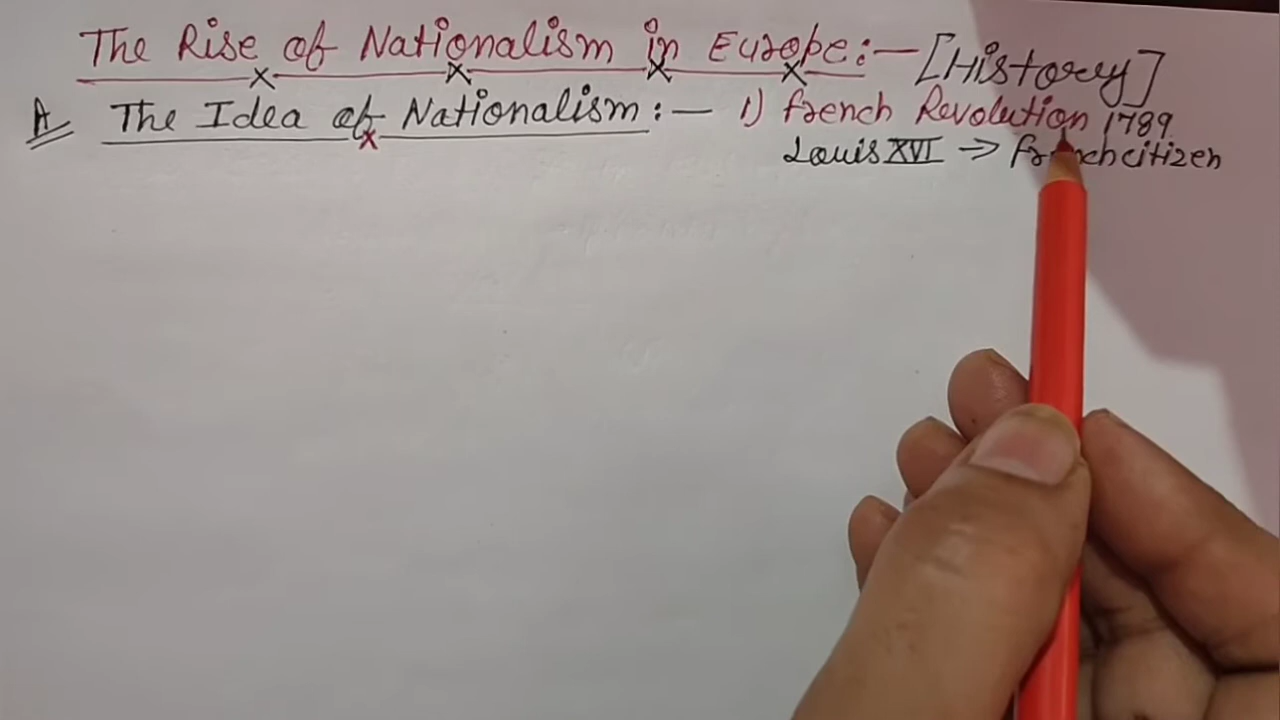 The Rise of Nationalism in Europe:- [History]
A The Idea of Nationalism:- 1) French Revolution 1789
Louis XVI => French citizen